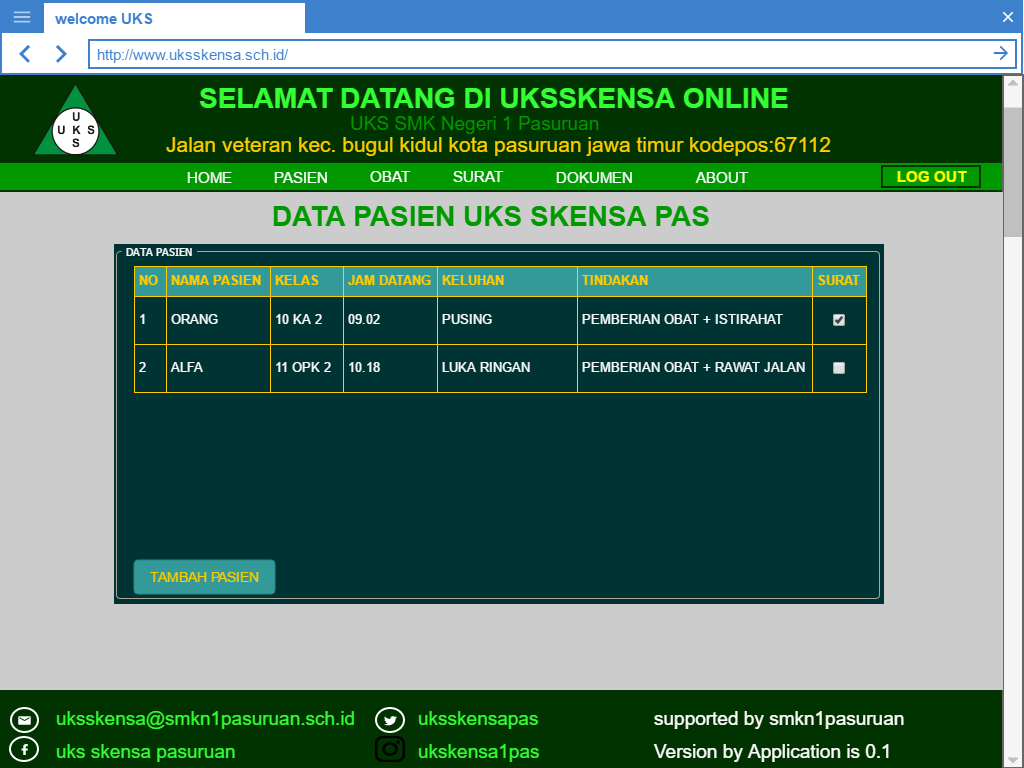 welcome UKS
http://www.uksskensa.sch.id/
SELAMAT DATANG DI UKSSKENSA ONLINE
UKS SMK Negeri 1 Pasuruan
Jalan veteran kec. bugul kidul kota pasuruan jawa timur kodepos:67112
U
U K S
S
HOME PASIEN OBAT SURAT DOKUMEN ABOUT LOG OUT
DATA PASIEN UKS SKENSA PAS
DATA PASIEN
NO NAMA PASIEN KELAS JAM DATANG KELUHAN TINDAKAN SURAT
1 ORANG 10 KA 2 09.02 PUSING PEMBERIAN OBAT + ISTIRAHAT
2 ALFA 11 OPK 2 10.18 LUKA RINGAN PEMBERIAN OBAT + RAWAT JALAN
TAMBAH PASIEN
uksskensa@smkn1pasuruan.sch.id uksskensapas supported by smkn1pasuruan
uks skensa pasuruan ukskensa1pas Version by Application is 0.1